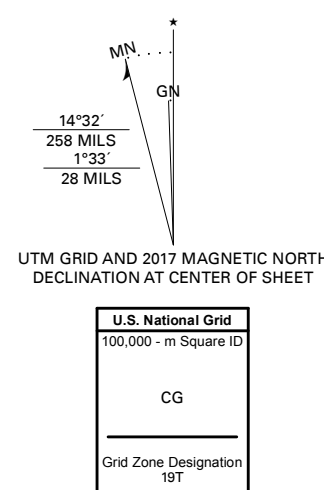 ★
MN
GN
14°32´
258 MILS
1°33´
28 MILS
UTM GRID AND 2017 MAGNETIC NORTH
DECLINATION AT CENTER OF SHEET
U.S. National Grid
100,000 - m Square ID
CG
Grid Zone Designation
19T